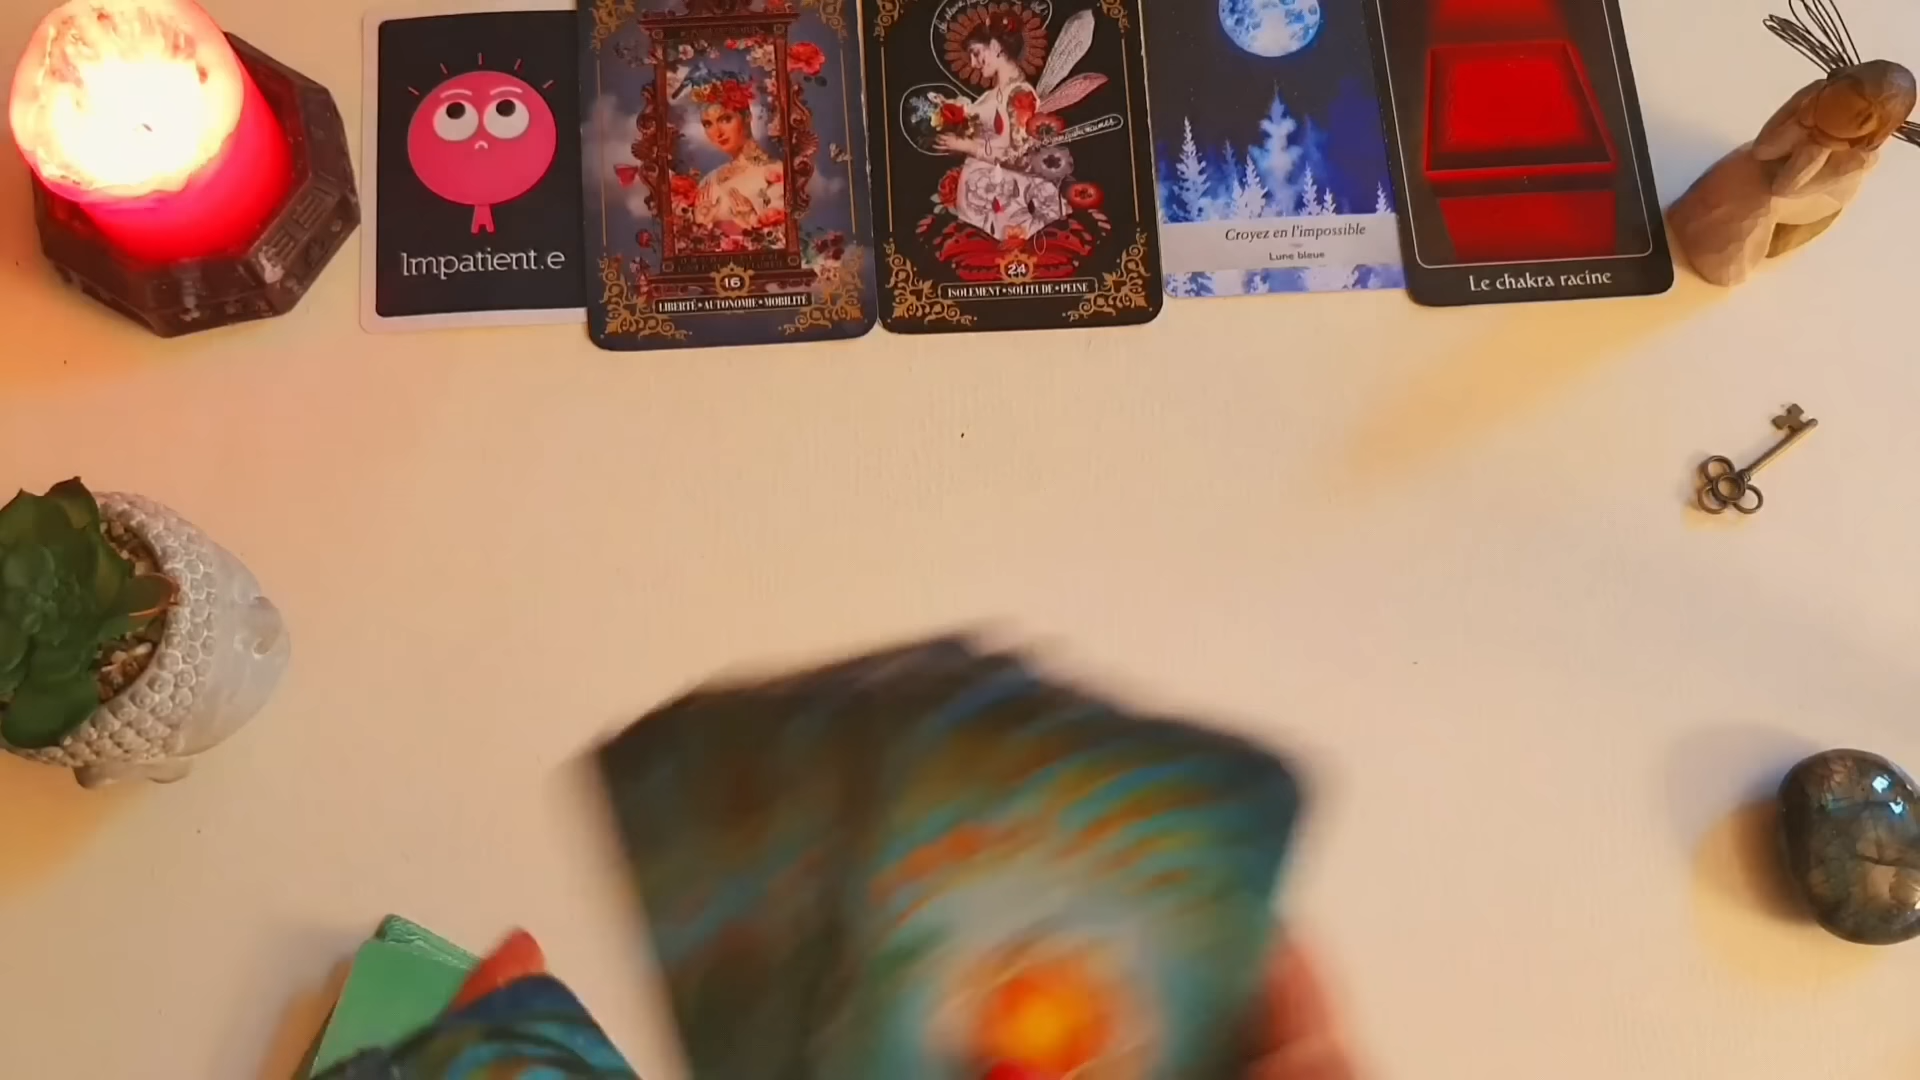 Impatient.e
16
LIBERTÉ•AUTONOMIE•MOBILITÉ
24
ISOLEMENT•SOLITUDE•PEINE
Croyez en l'impossible
Lune bleue
Le chakra racine